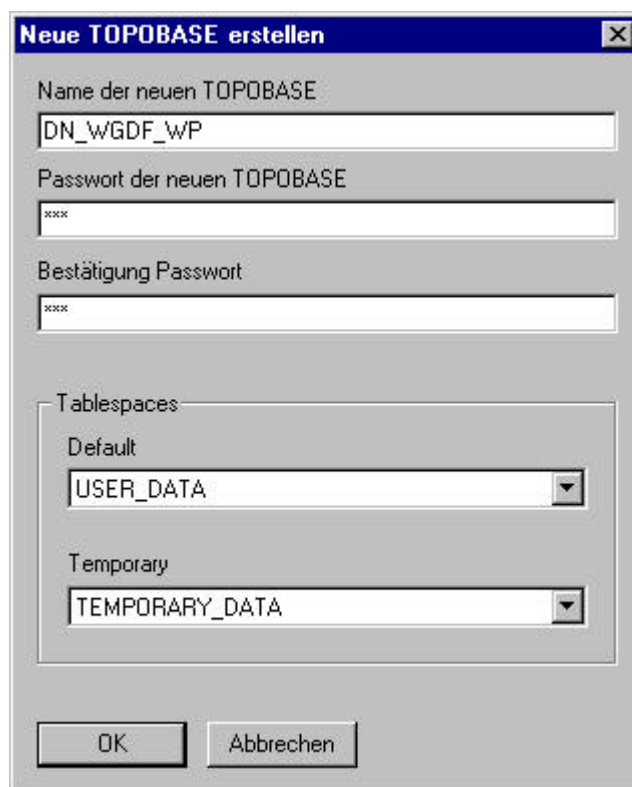 Neue TOPOBASE erstellen
Name der neuen TOPOBASE
DN_WGDF_WP
Passwort der neuen TOPOBASE
***
Bestätigung Passwort
***
Tablespaces
Default
USER_DATA
Temporary
TEMPORARY_DATA
OK
Abbrechen